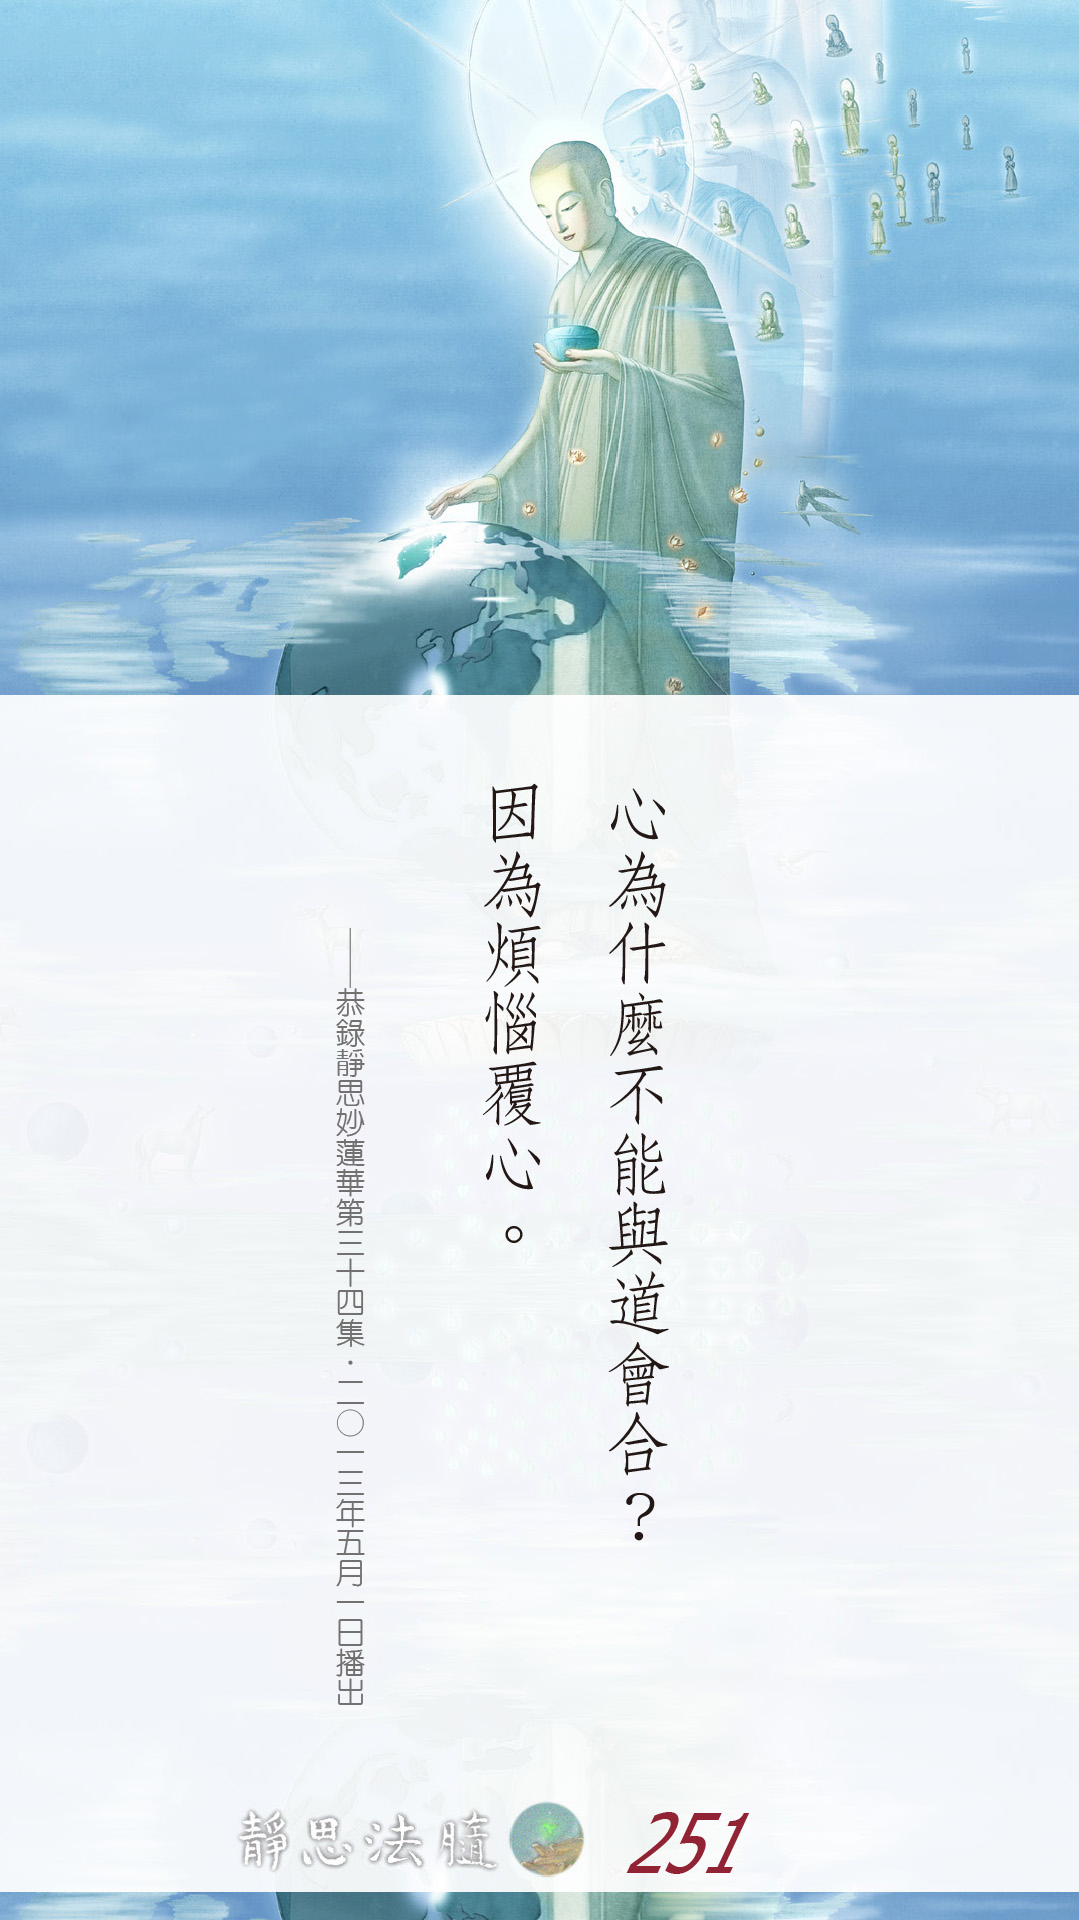 心為什麼不能與道會合？
因為煩惱覆心。
——恭錄靜思妙蓮華第三十四集・二〇一三年五月一日播出
靜思法髓
251